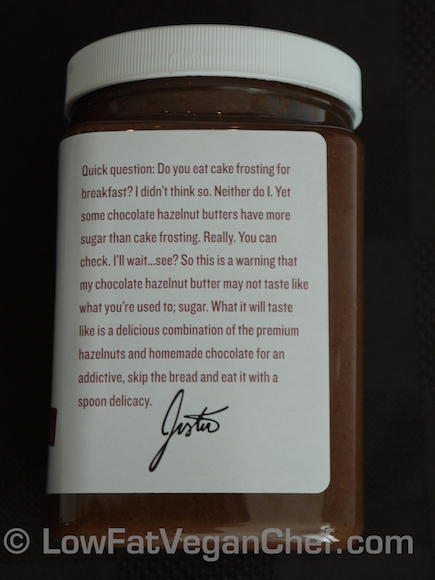 Quick question: Do you eat cake frosting for
breakfast? I didn't think so. Neither do I. Yet
some chocolate hazelnut butters have more
sugar than cake frosting. Really. You can
check. I'll wait...see? So this is a warning that
my chocolate hazelnut butter may not taste like
what you're used to; sugar. What it will taste
like is a delicious combination of the premium
hazelnuts and homemade chocolate for an
addictive, skip the bread and eat it with a
spoon delicacy.
Justin
© LowFatVeganChef.com